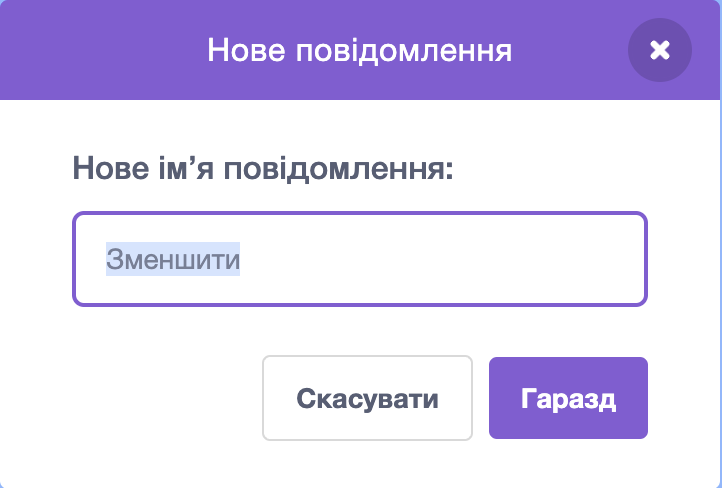 Нове повідомлення
Нове ім’я повідомлення:
Зменшити
Скасувати
Гаразд